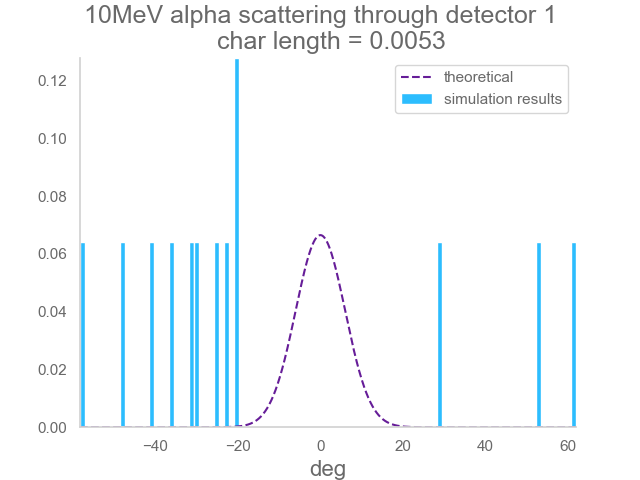 10MeV alpha scattering through detector 1
char length = 0.0053
theoretical
simulation results
0.12
0.10
0.08
0.06
0.04
0.02
0.00
−40
−20
0
20
40
60
deg